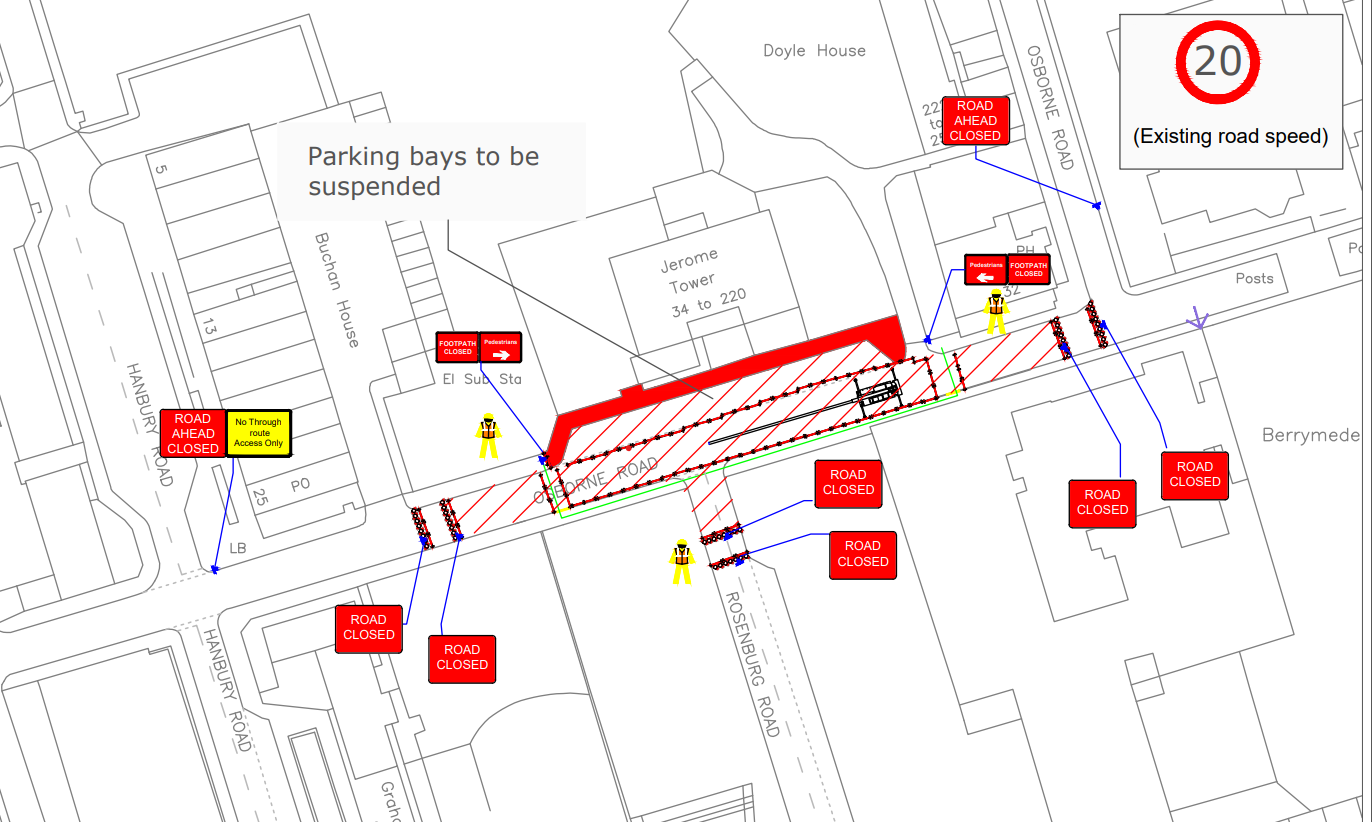 Doyle House
OSBORNE ROAD
20
(Existing road speed)
ROAD
AHEAD
CLOSED
Parking bays to be
suspended
5
13
25
Buchan House
Jerome
Tower
34 to 220
PH
32
Pedestrians
FOOTPATH
CLOSED
Posts
FOOTPATH
CLOSED
Pedestrians
El Sub Sta
HANBURY ROAD
ROAD
AHEAD
CLOSED
No Through
route
Access Only
PO
LB
OSBORNE ROAD
Berrymede
ROAD
CLOSED
ROAD
CLOSED
ROAD
CLOSED
ROAD
CLOSED
ROAD
CLOSED
ROAD
CLOSED
HANBURY ROAD
ROSENBURG ROAD